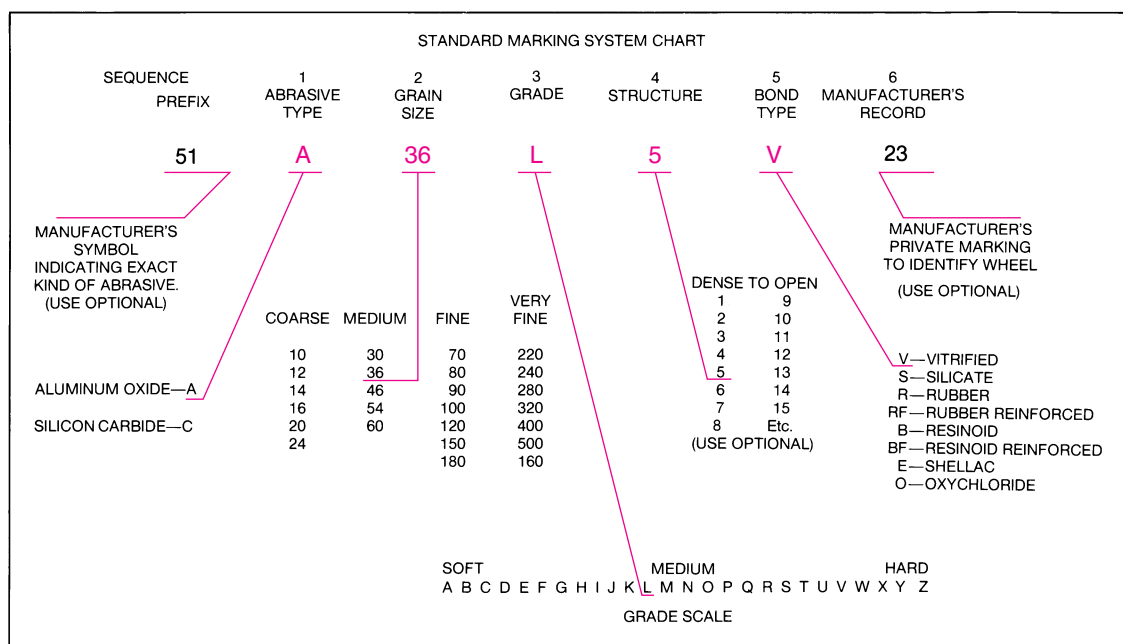 STANDARD MARKING SYSTEM CHART
SEQUENCE 1 2 3 4 5 6
PREFIX ABRASIVE TYPE GRAIN SIZE GRADE STRUCTURE BOND TYPE MANUFACTURER'S RECORD
51 A 36 L 5 V 23
MANUFACTURER'S
SYMBOL
INDICATING EXACT
KIND OF ABRASIVE.
(USE OPTIONAL)
ALUMINUM OXIDE—A
SILICON CARBIDE—C
COARSE MEDIUM FINE VERY FINE
10 30 70 220
12 36 80 240
14 46 90 280
16 54 100 320
20 60 120 400
24 150 500
180 160
DENSE TO OPEN
1 9
2 10
3 11
4 12
5 13
6 14
7 15
8 Etc.
(USE OPTIONAL)
MANUFACTURER'S
PRIVATE MARKING
TO IDENTIFY WHEEL
(USE OPTIONAL)
V—VITRIFIED
S—SILICATE
R—RUBBER
RF—RUBBER REINFORCED
B—RESINOID
BF—RESINOID REINFORCED
E—SHELLAC
O—OXYCHLORIDE
SOFT MEDIUM HARD
A B C D E F G H I J K L M N O P Q R S T U V W X Y Z
GRADE SCALE